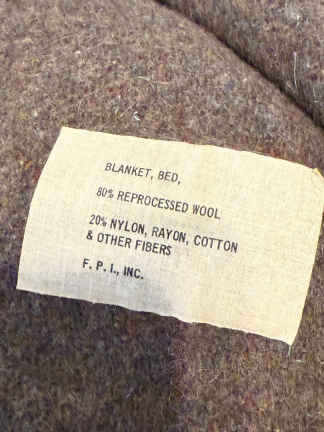 BLANKET, BED,
80% REPROCESSED WOOL
20% NYLON, RAYON, COTTON
& OTHER FIBERS
F. P. I., INC.